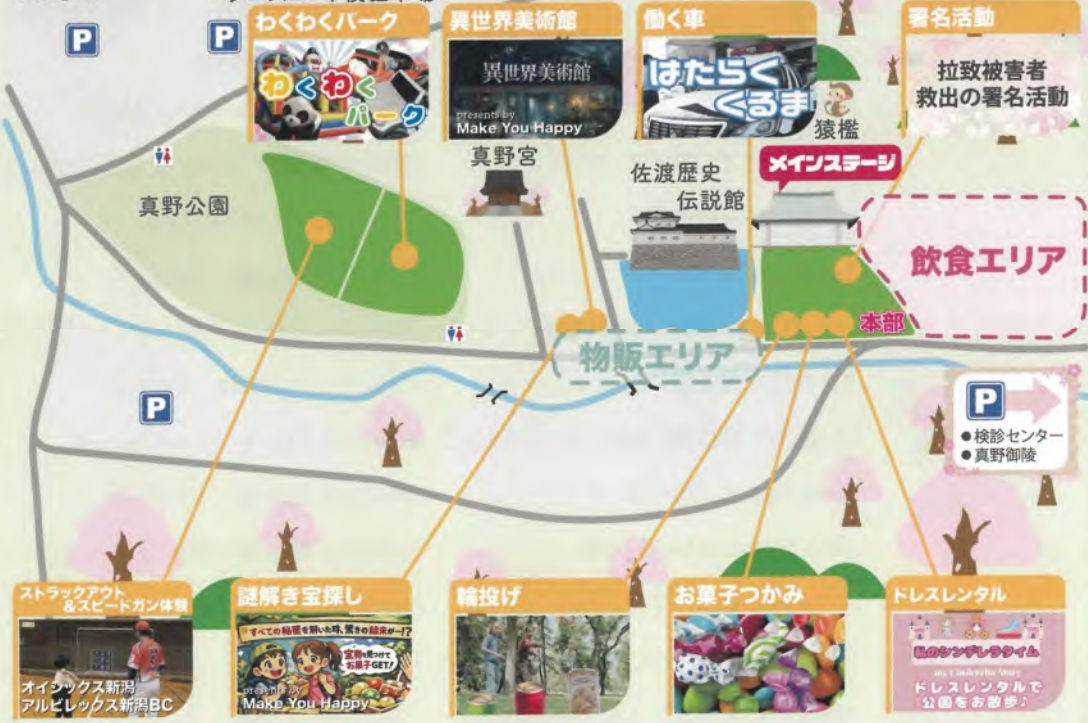 P
P
わくわくパーク
わくわく
パーク
異世界美術館
異世界美術館
presents by
Make You Happy
働く車
はたらく
くるま
署名活動
拉致被害者
救出の署名活動
猿檻
真野宮
佐渡歴史
伝説館
メインステージ
真野公園
飲食エリア
本部
物販エリア
P
P
●検診センター
●真野御陵
ストラックアウト
&スピードガン体験
オイシックス新潟
アルビレックス新潟BC
謎解き宝探し
すべての秘密を解いた時、驚きの結末が…!?
宝物を見つけて
お菓子GET!
presents by
Make You Happy
輪投げ
お菓子つかみ
ドレスレンタル
私のシンデレラタイム
my Cinderella Story
ドレスレンタルで
公園をお散歩♪